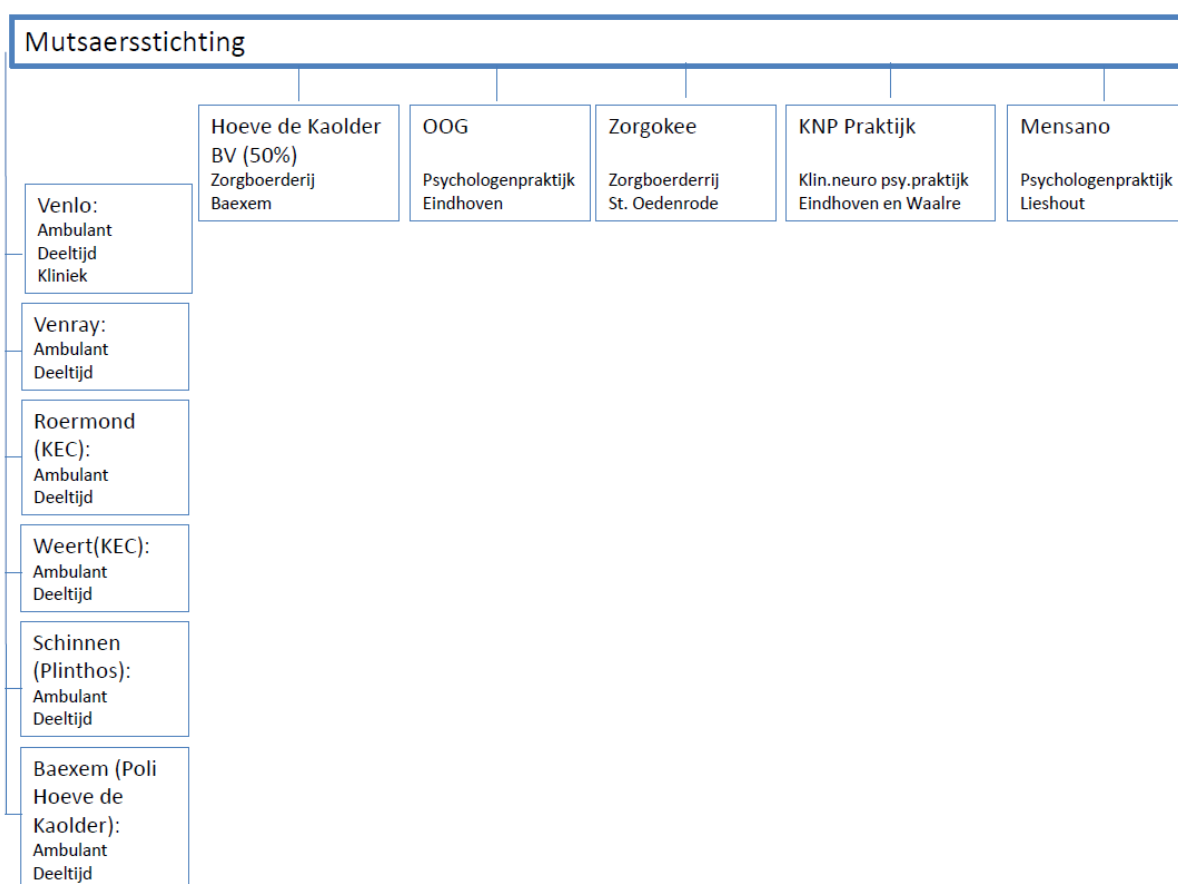 Mutsaersstichting
Hoeve de Kaolder
BV (50%)
Zorgboerderij
Baexem
OOG
Psychologenpraktijk
Eindhoven
Zorgokee
Zorgboerderrij
St. Oedenrode
KNP Praktijk
Klin.neuro psy.praktijk
Eindhoven en Waalre
Mensano
Psychologenpraktijk
Lieshout
Venlo:
Ambulant
Deeltijd
Kliniek
Venray:
Ambulant
Deeltijd
Roermond
(KEC):
Ambulant
Deeltijd
Weert(KEC):
Ambulant
Deeltijd
Schinnen
(Plinthos):
Ambulant
Deeltijd
Baexem (Poli
Hoeve de
Kaolder):
Ambulant
Deeltijd